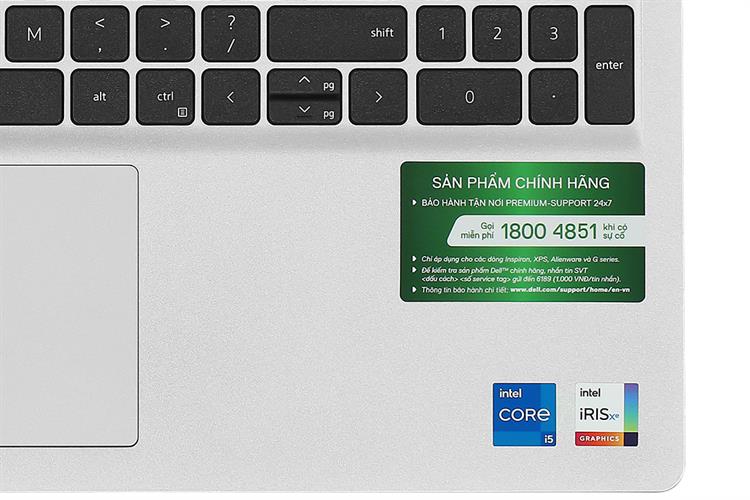 M < , > . ? / shift 1 2 3
enter
alt ctrl < ^ pg > 0 .
v pg
SẢN PHẨM CHÍNH HÃNG
BẢO HÀNH TẬN NƠI PREMIUM-SUPPORT 24x7
Gọi miễn phí 1800 4851 khi có sự cố
Chỉ áp dụng cho các dòng Inspiron, XPS, Alienware và G series.
Để kiểm tra sản phẩm Dell™ chính hãng, nhắn tin SVT
<dấu cách> <số service tag> gửi đến 6189 (1.000 VNĐ/tin nhắn).
Thông tin bảo hành chi tiết: www.dell.com/support/home/en-vn
intel
CORE
i5
intel
iRIS Xe
GRAPHICS